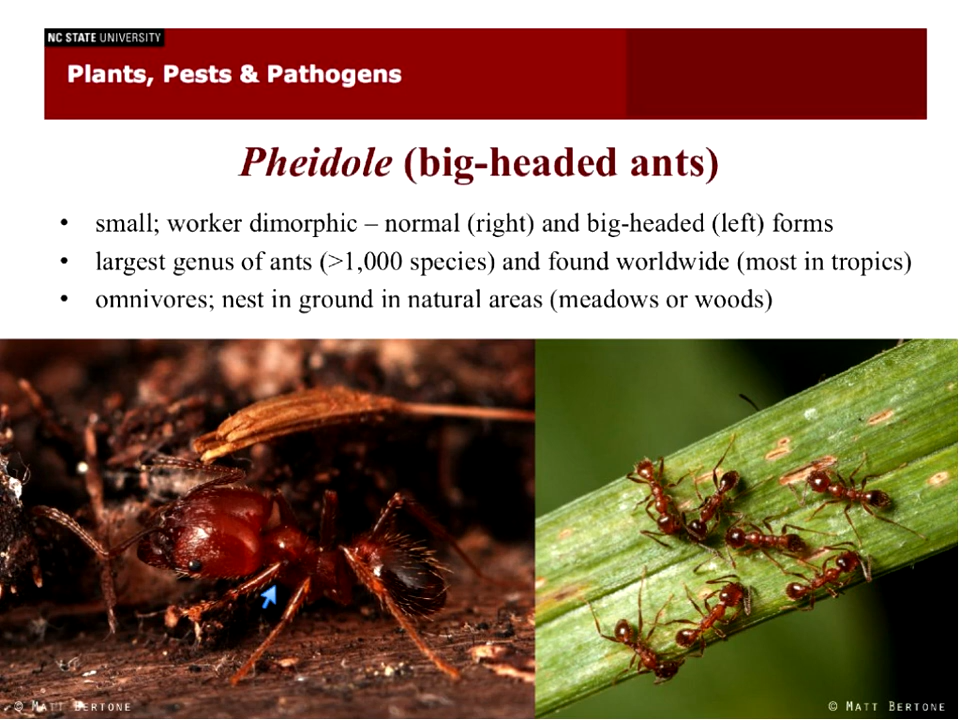 NC STATE UNIVERSITY
Plants, Pests & Pathogens
Pheidole (big-headed ants)
• small; worker dimorphic – normal (right) and big-headed (left) forms
• largest genus of ants (>1,000 species) and found worldwide (most in tropics)
• omnivores; nest in ground in natural areas (meadows or woods)
© MATT BERTONE
© MATT BERTONE